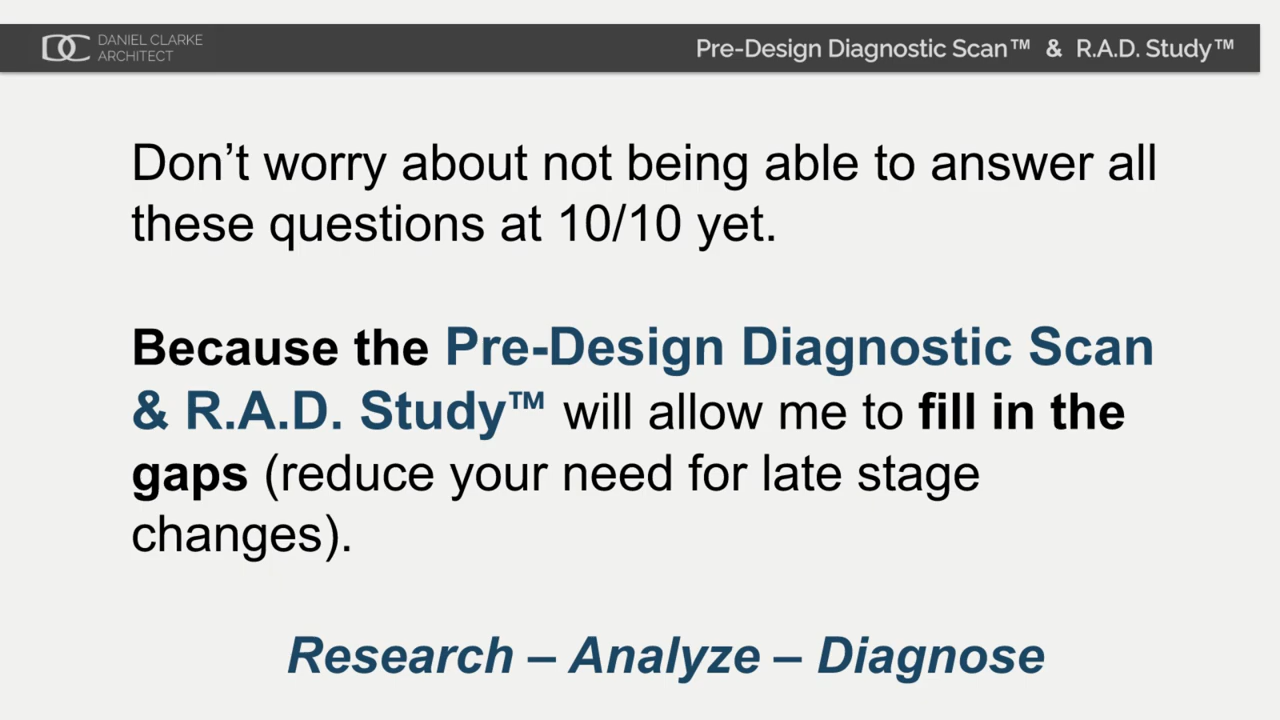 DC DANIEL CLARKE
ARCHITECT
Pre-Design Diagnostic Scan™ & R.A.D. Study™
Don’t worry about not being able to answer all
these questions at 10/10 yet.
Because the Pre-Design Diagnostic Scan
& R.A.D. Study™ will allow me to fill in the
gaps (reduce your need for late stage
changes).
Research – Analyze – Diagnose